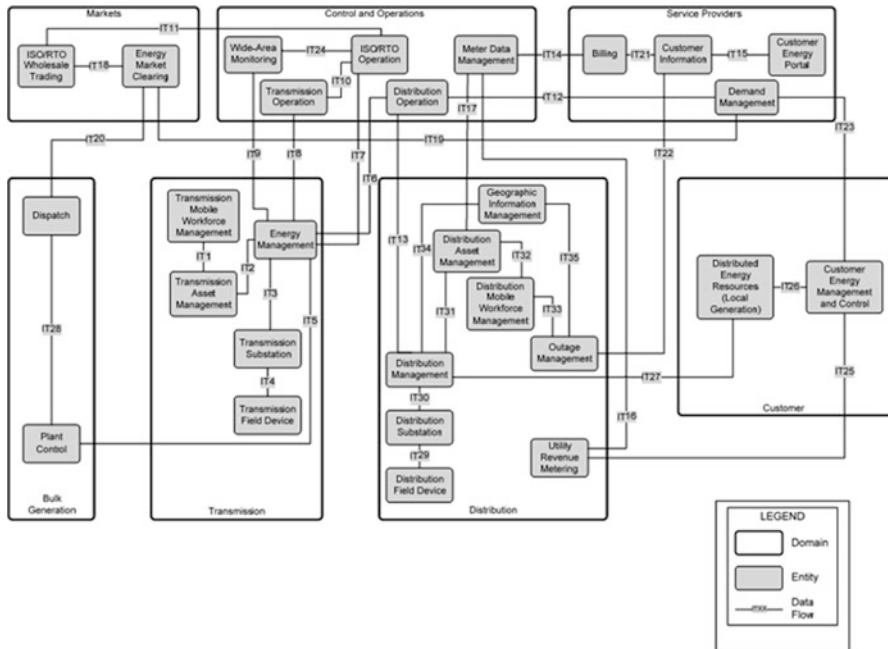 Markets
Control and Operations
Service Providers
IT11
ISO/RTO
Wholesale
Trading
IT18
Energy
Market
Clearing
Wide-Area
Monitoring
IT24
ISO/RTO
Operation
IT10
Transmission
Operation
Meter Data
Management
Distribution
Operation
IT14
Billing
IT21
Customer
Information
IT15
Customer
Energy
Portal
Demand
Management
IT12
IT17
IT20
IT19
IT9
IT8
IT7
IT6
IT22
IT23
Dispatch
IT28
Plant
Control
Bulk
Generation
Transmission
Mobile
Workforce
Management
IT1
Transmission
Asset
Management
IT2
Energy
Management
IT3
IT5
Transmission
Substation
IT4
Transmission
Field Device
Transmission
Geographic
Information
Management
IT13
IT34
Distribution
Asset
Management
IT32
IT35
Distribution
Mobile
Workforce
Management
IT31
IT33
Outage
Management
Distribution
Management
IT27
IT30
Distribution
Substation
IT29
Distribution
Field Device
IT16
Utility
Revenue
Metering
Distribution
Distributed
Energy
Resources
(Local
Generation)
IT26
Customer
Energy
Management
and Control
IT25
Customer
LEGEND
Domain
Entity
ITXX
Data
Flow